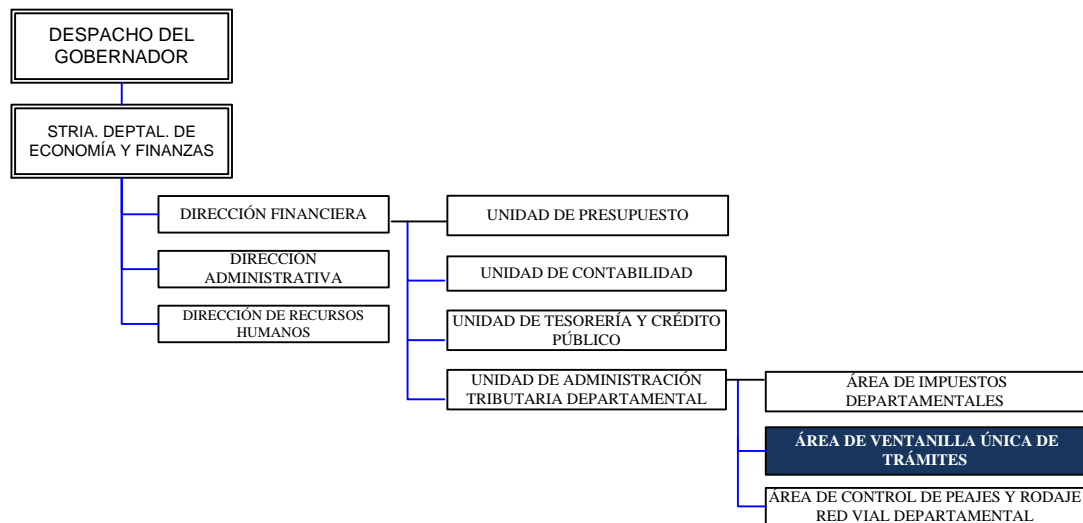 DESPACHO DEL
GOBERNADOR
STRIA. DEPTAL. DE
ECONOMÍA Y FINANZAS
DIRECCIÓN FINANCIERA
UNIDAD DE PRESUPUESTO
DIRECCIÓN
ADMINISTRATIVA
UNIDAD DE CONTABILIDAD
DIRECCIÓN DE RECURSOS
HUMANOS
UNIDAD DE TESORERÍA Y CRÉDITO
PÚBLICO
UNIDAD DE ADMINISTRACIÓN
TRIBUTARIA DEPARTAMENTAL
ÁREA DE IMPUESTOS
DEPARTAMENTALES
ÁREA DE VENTANILLA ÚNICA DE
TRÁMITES
ÁREA DE CONTROL DE PEAJES Y RODAJE
RED VIAL DEPARTAMENTAL